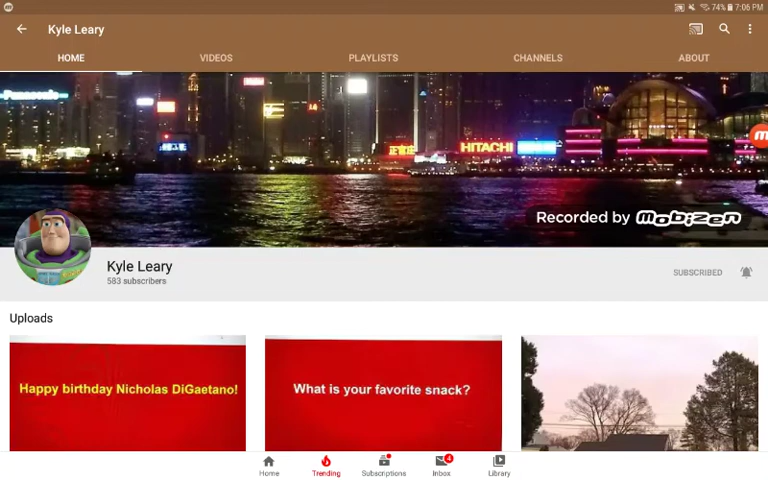 74% 7:06 PM
Kyle Leary
HOME
VIDEOS
PLAYLISTS
CHANNELS
ABOUT
Panasonic
HITACHI
Recorded by mobizen
Kyle Leary
583 subscribers
SUBSCRIBED
Uploads
Happy birthday Nicholas DiGaetano!
What is your favorite snack?
4
Home
Trending
Subscriptions
Inbox
Library